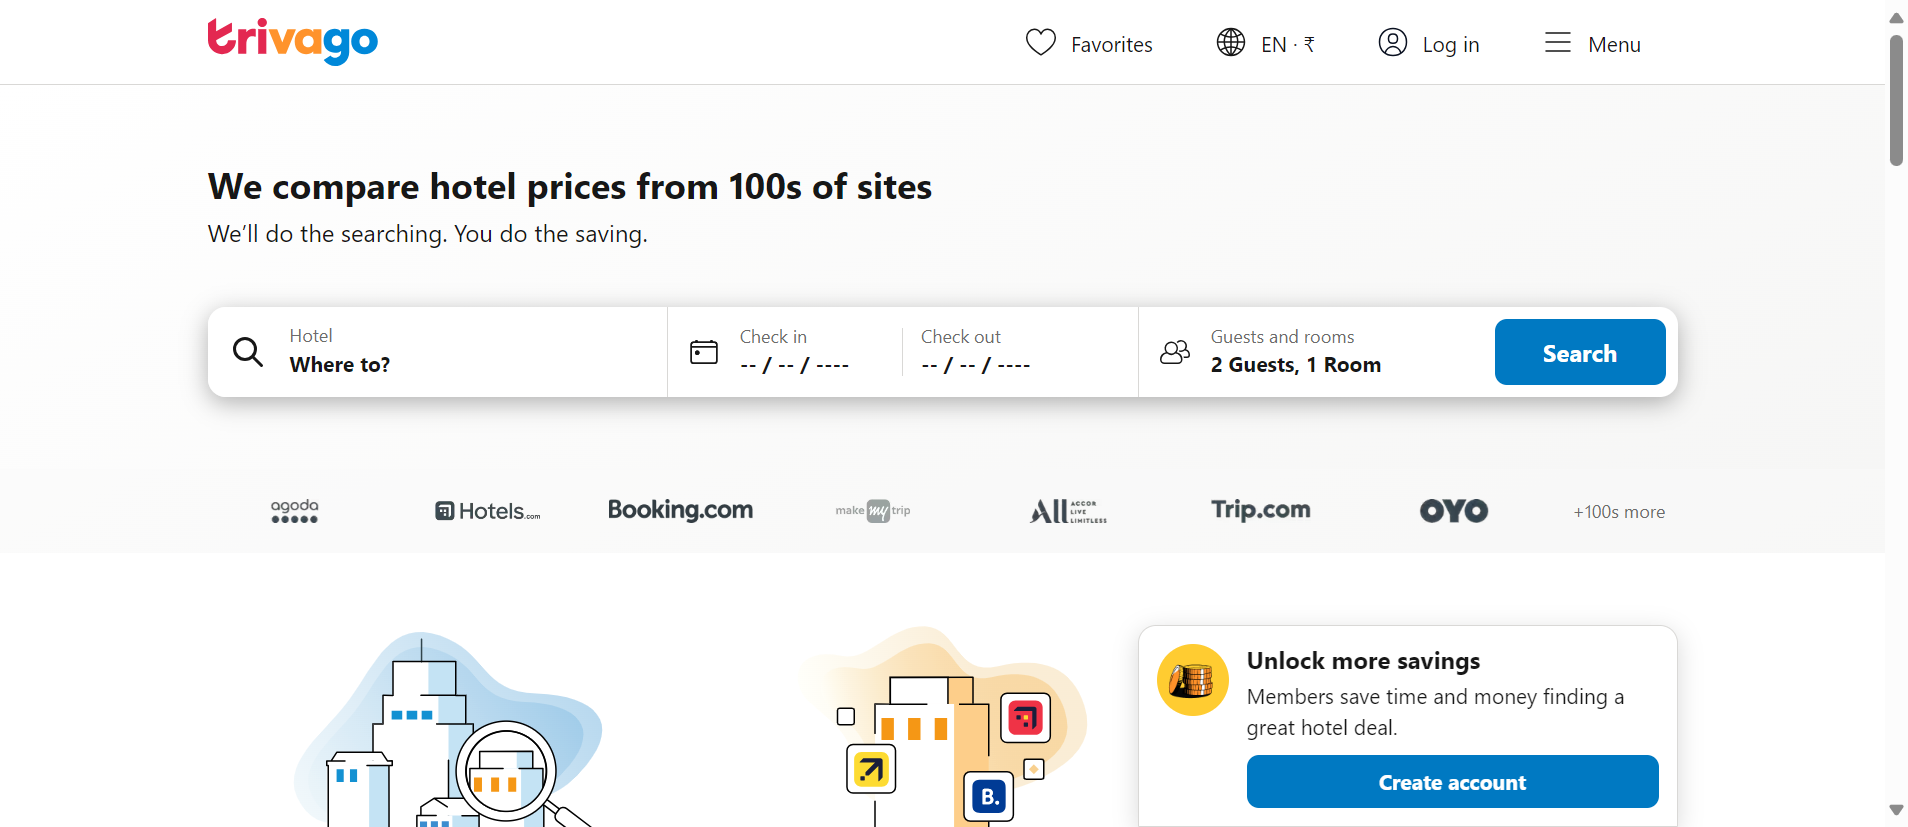 trivago
Favorites
EN · ₹
Log in
Menu
We compare hotel prices from 100s of sites
We’ll do the searching. You do the saving.
Hotel
Where to?
Check in
-- / -- / ----
Check out
-- / -- / ----
Guests and rooms
2 Guests, 1 Room
Search
agoda
Hotels.com
Booking.com
make my trip
ALL ACCOR LIVE LIMITLESS
Trip.com
OYO
+100s more
B.
Unlock more savings
Members save time and money finding a
great hotel deal.
Create account